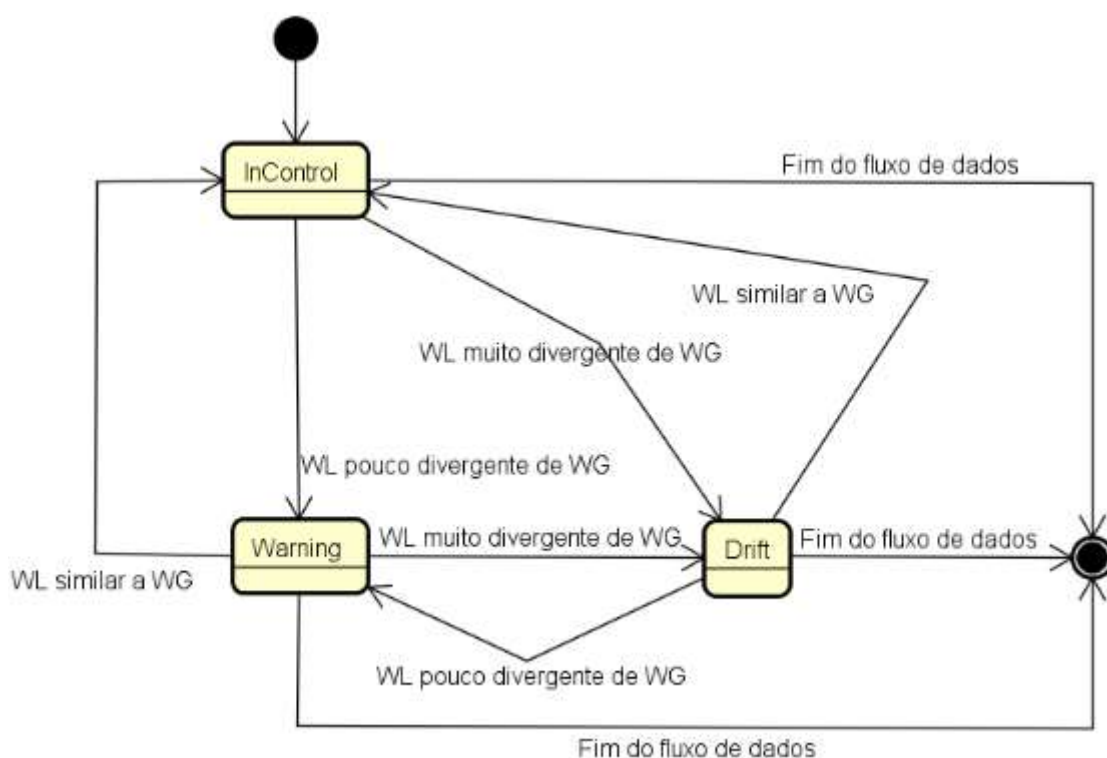 InControl
Fim do fluxo de dados
WL similar a WG
WL muito divergente de WG
WL pouco divergente de WG
Warning
WL muito divergente de WG
Drift
Fim do fluxo de dados
WL similar a WG
WL pouco divergente de WG
Fim do fluxo de dados